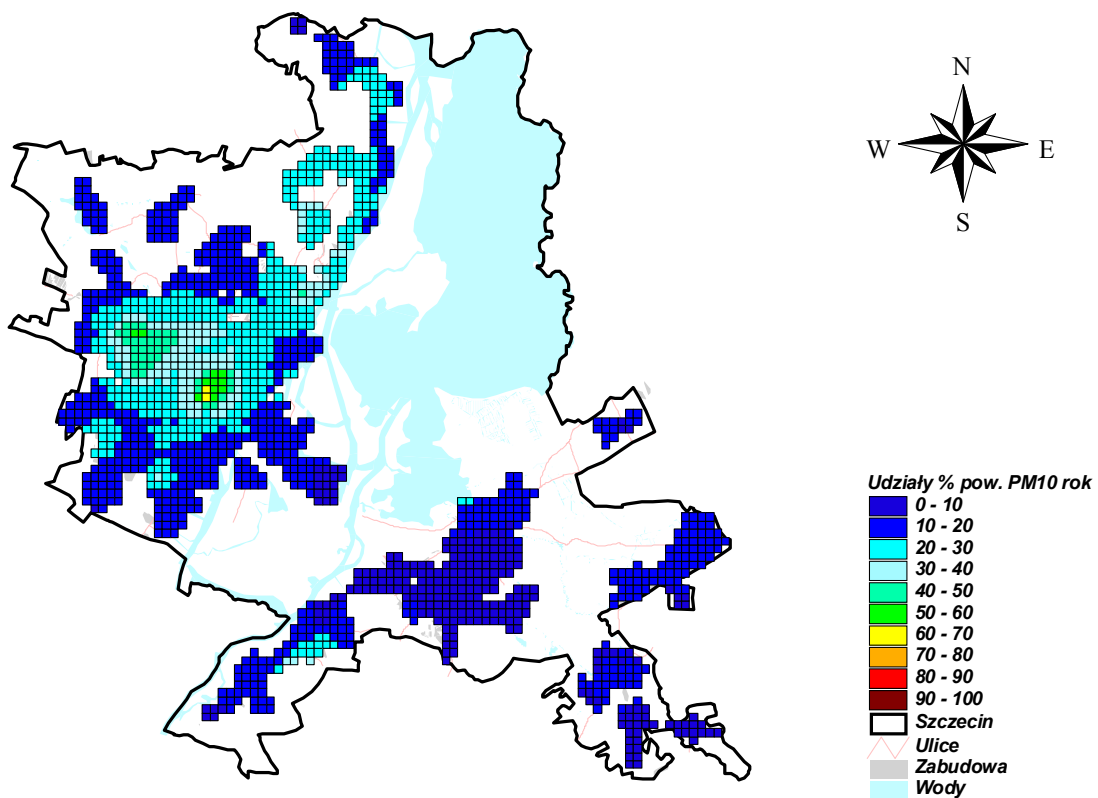 N
W E
S
Udziały % pow. PM10 rok
0 - 10
10 - 20
20 - 30
30 - 40
40 - 50
50 - 60
60 - 70
70 - 80
80 - 90
90 - 100
Szczecin
Ulice
Zabudowa
Wody